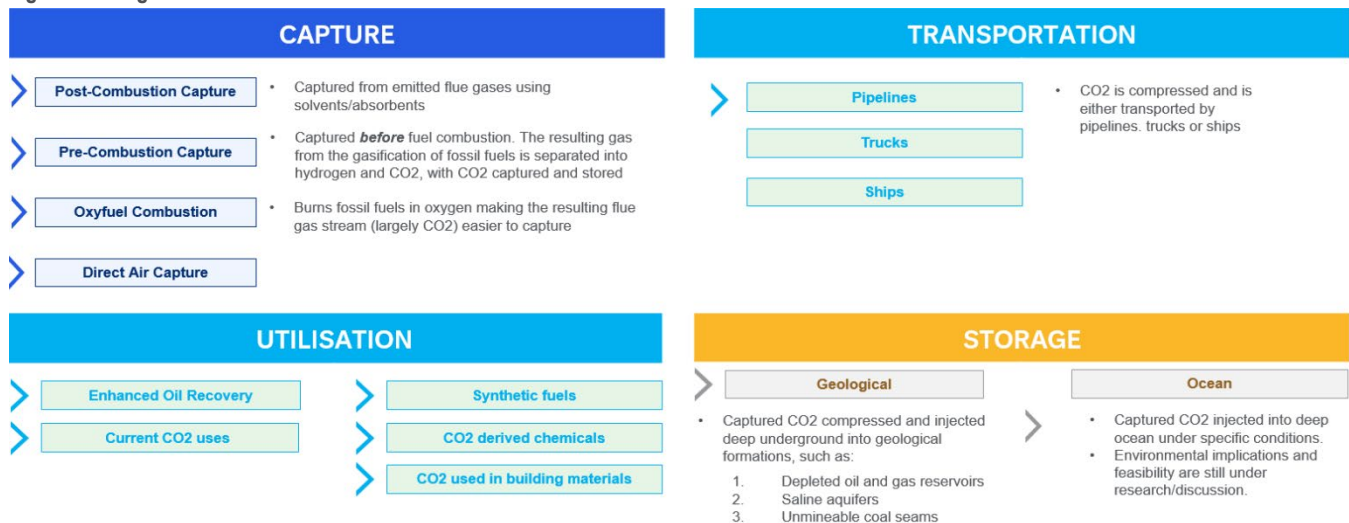 CAPTURE
Post-Combustion Capture
• Captured from emitted flue gases using
solvents/absorbents
Pre-Combustion Capture
• Captured before fuel combustion. The resulting gas
from the gasification of fossil fuels is separated into
hydrogen and CO2, with CO2 captured and stored
Oxyfuel Combustion
• Burns fossil fuels in oxygen making the resulting flue
gas stream (largely CO2) easier to capture
Direct Air Capture
TRANSPORTATION
Pipelines
Trucks
Ships
• CO2 is compressed and is
either transported by
pipelines. trucks or ships
UTILISATION
Enhanced Oil Recovery
Current CO2 uses
Synthetic fuels
CO2 derived chemicals
CO2 used in building materials
STORAGE
Geological
• Captured CO2 compressed and injected
deep underground into geological
formations, such as:
1. Depleted oil and gas reservoirs
2. Saline aquifers
3. Unmineable coal seams
Ocean
• Captured CO2 injected into deep
ocean under specific conditions.
• Environmental implications and
feasibility are still under
research/discussion.